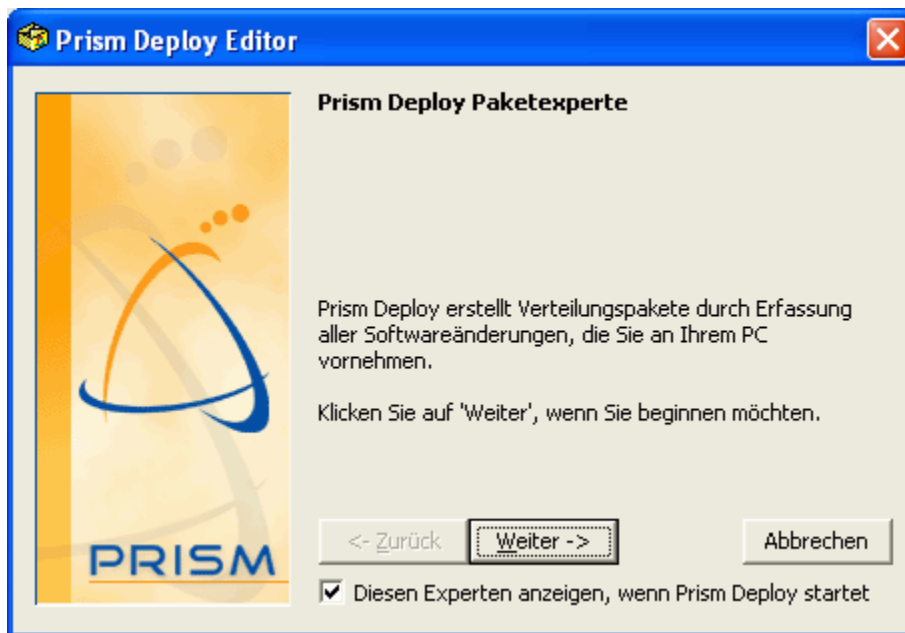 Prism Deploy Editor
Prism Deploy Paketexperte
Prism Deploy erstellt Verteilungspakete durch Erfassung
aller Softwareänderungen, die Sie an Ihrem PC
vornehmen.
Klicken Sie auf 'Weiter', wenn Sie beginnen möchten.
PRISM
<- Zurück
Weiter ->
Abbrechen
Diesen Experten anzeigen, wenn Prism Deploy startet